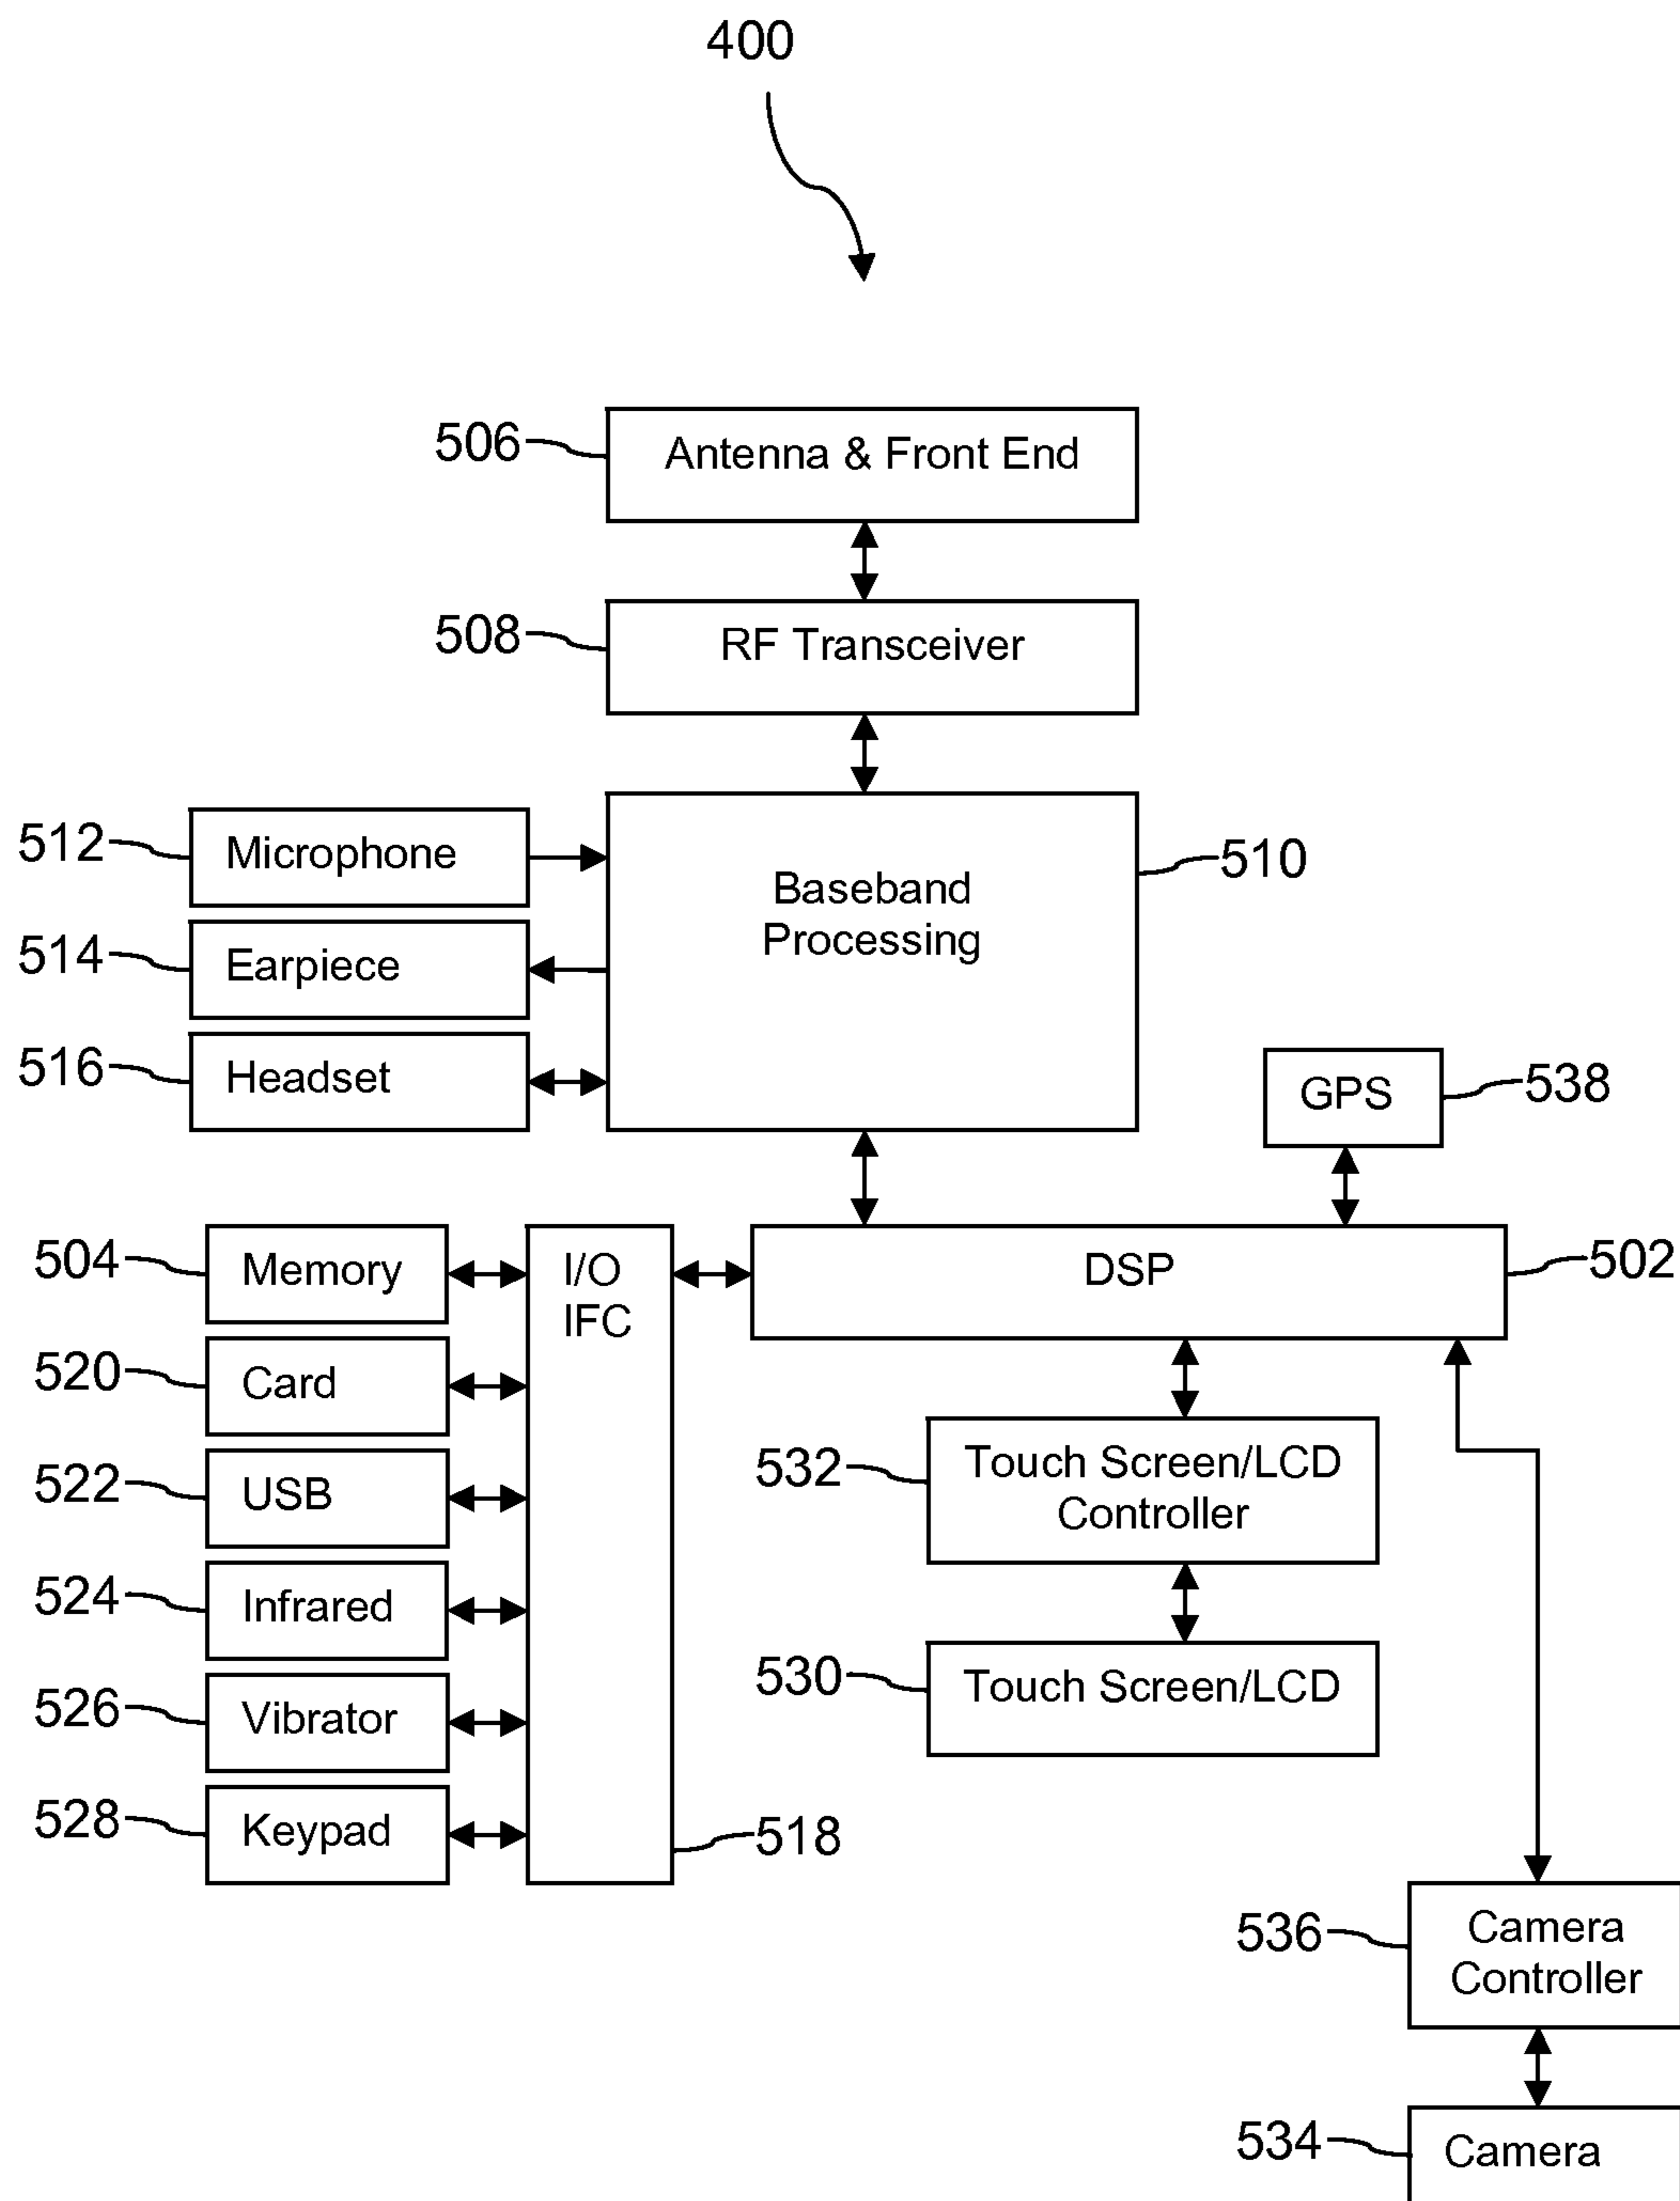 400
506
Antenna & Front End
508
RF Transceiver
512
Microphone
Baseband
Processing
510
514
Earpiece
516
Headset
GPS
538
504
Memory
I/O
IFC
DSP
502
520
Card
522
USB
532
Touch Screen/LCD
Controller
524
Infrared
526
Vibrator
530
Touch Screen/LCD
528
Keypad
518
536
Camera
Controller
534
Camera